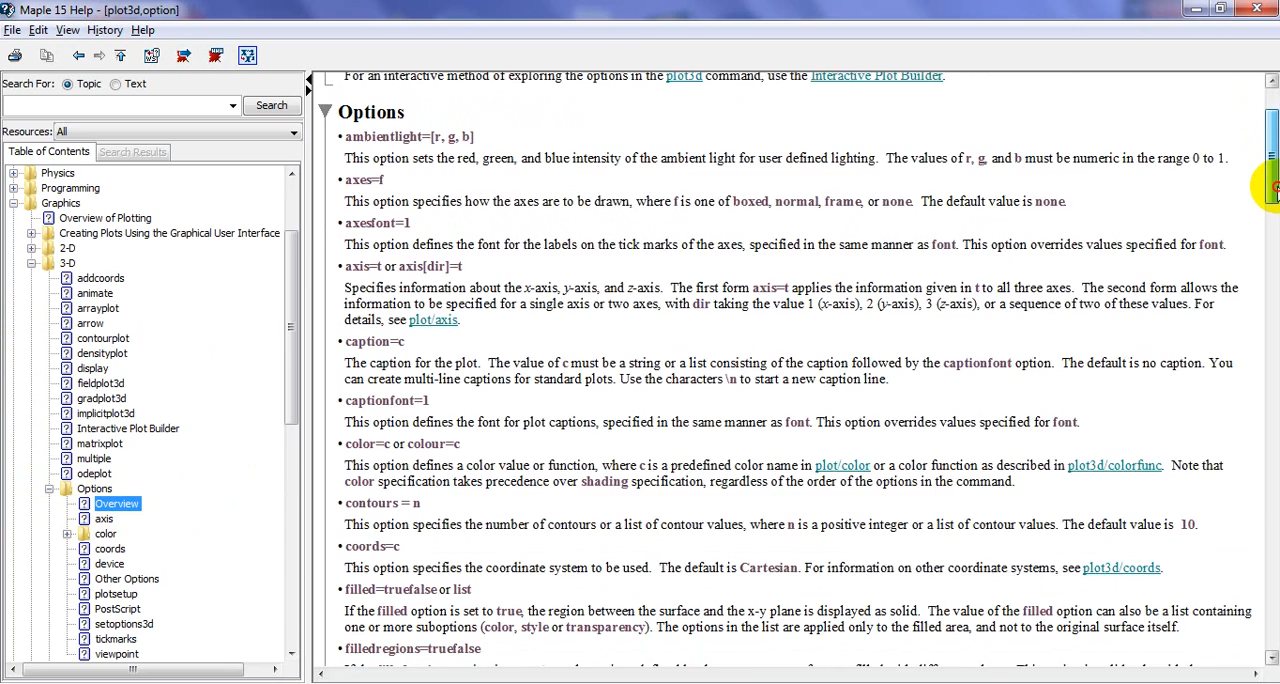 Maple 15 Help - [plot3d,option]
File Edit View History Help
Search For: Topic Text
Search
Resources: All
Table of Contents Search Results
Physics
Programming
Graphics
Overview of Plotting
Creating Plots Using the Graphical User Interface
2-D
3-D
addcoords
animate
arrayplot
arrow
contourplot
densityplot
display
fieldplot3d
gradplot3d
implicitplot3d
Interactive Plot Builder
matrixplot
multiple
odeplot
Options
Overview
axis
color
coords
device
Other Options
plotsetup
PostScript
setoptions3d
tickmarks
viewpoint
For an interactive method of exploring the options in the plot3d command, use the Interactive Plot Builder.
Options
• ambientlight=[r, g, b]
This option sets the red, green, and blue intensity of the ambient light for user defined lighting. The values of r, g, and b must be numeric in the range 0 to 1.
• axes=f
This option specifies how the axes are to be drawn, where f is one of boxed, normal, frame, or none. The default value is none.
• axesfont=l
This option defines the font for the labels on the tick marks of the axes, specified in the same manner as font. This option overrides values specified for font.
• axis=t or axis[dir]=t
Specifies information about the x-axis, y-axis, and z-axis. The first form axis=t applies the information given in t to all three axes. The second form allows the
information to be specified for a single axis or two axes, with dir taking the value 1 (x-axis), 2 (y-axis), 3 (z-axis), or a sequence of two of these values. For
details, see plot/axis.
• caption=c
The caption for the plot. The value of c must be a string or a list consisting of the caption followed by the captionfont option. The default is no caption. You
can create multi-line captions for standard plots. Use the characters \n to start a new caption line.
• captionfont=l
This option defines the font for plot captions, specified in the same manner as font. This option overrides values specified for font.
• color=c or colour=c
This option defines a color value or function, where c is a predefined color name in plot/color or a color function as described in plot3d/colorfunc. Note that
color specification takes precedence over shading specification, regardless of the order of the options in the command.
• contours = n
This option specifies the number of contours or a list of contour values, where n is a positive integer or a list of contour values. The default value is 10.
• coords=c
This option specifies the coordinate system to be used. The default is Cartesian. For information on other coordinate systems, see plot3d/coords.
• filled=truefalse or list
If the filled option is set to true, the region between the surface and the x-y plane is displayed as solid. The value of the filled option can also be a list containing
one or more suboptions (color, style or transparency). The options in the list are applied only to the filled area, and not to the original surface itself.
• filledregions=truefalse